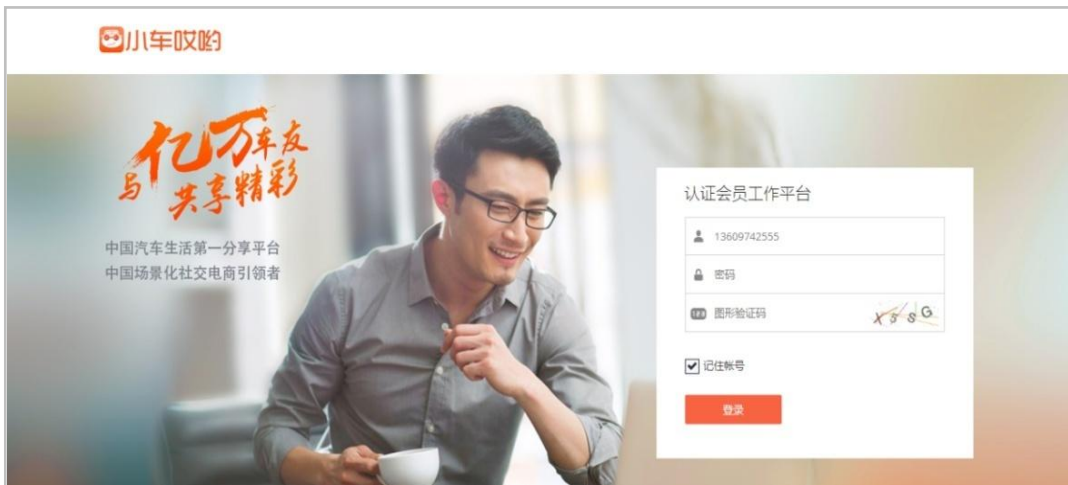 小车哎哟
与亿万车友
共享精彩
中国汽车生活第一分享平台
中国场景化社交电商引领者
认证会员工作平台
13609742555
密码
123
图形验证码
X55G
记住帐号
登录